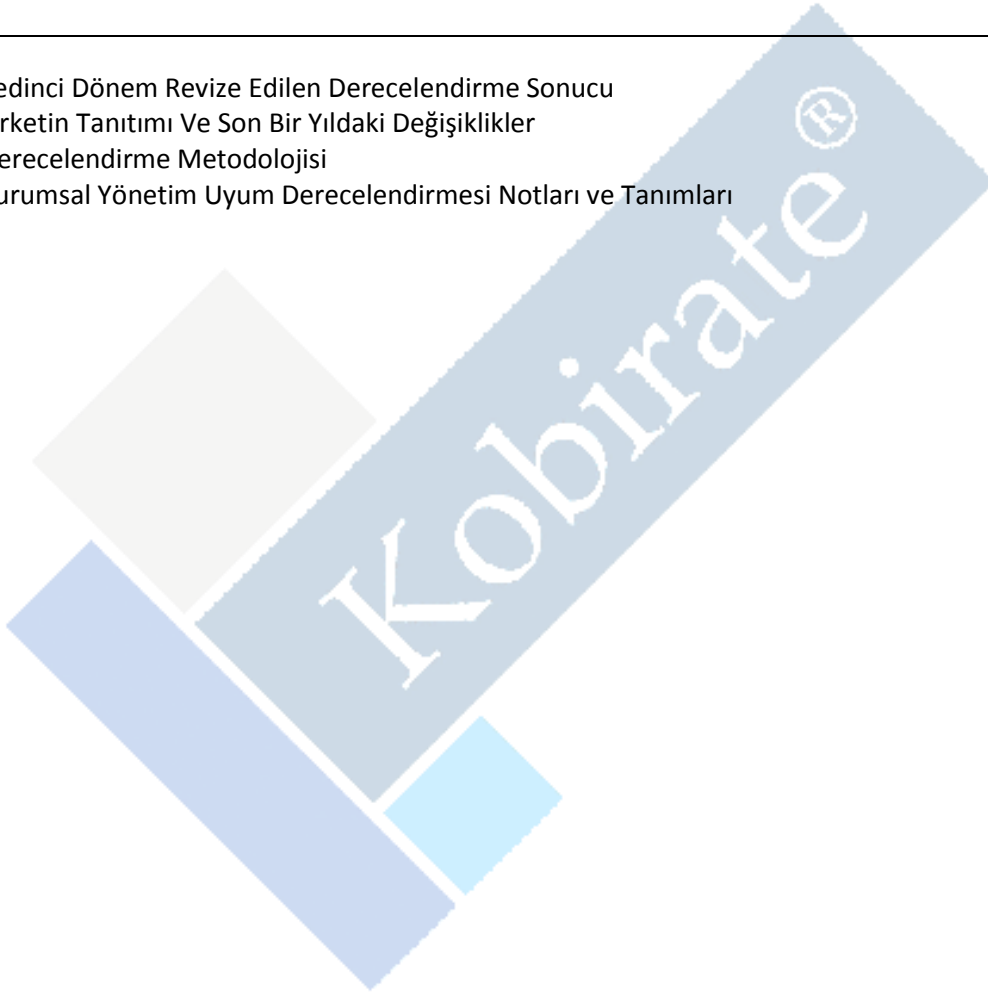 edinci Dönem Revize Edilen Derecelendirme Sonucu
rketin Tanıtımı Ve Son Bir Yıldaki Değişiklikler
erecelendirme Metodolojisi
urumsal Yönetim Uyum Derecelendirmesi Notları ve Tanımları
Kobirate ®